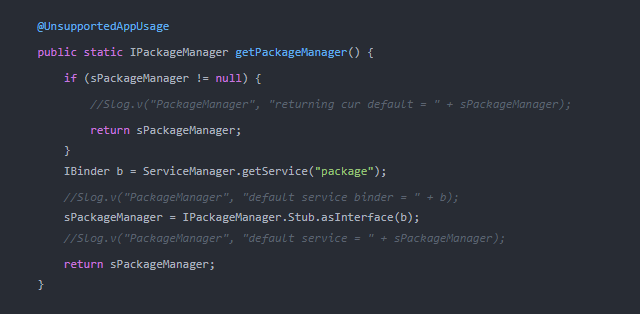 @UnsupportedAppUsage
public static IPackageManager getPackageManager() {
if (sPackageManager != null) {
//Slog.v("PackageManager", "returning cur default = " + sPackageManager);
return sPackageManager;
}
IBinder b = ServiceManager.getService("package");
//Slog.v("PackageManager", "default service binder = " + b);
sPackageManager = IPackageManager.Stub.asInterface(b);
//Slog.v("PackageManager", "default service = " + sPackageManager);
return sPackageManager;
}